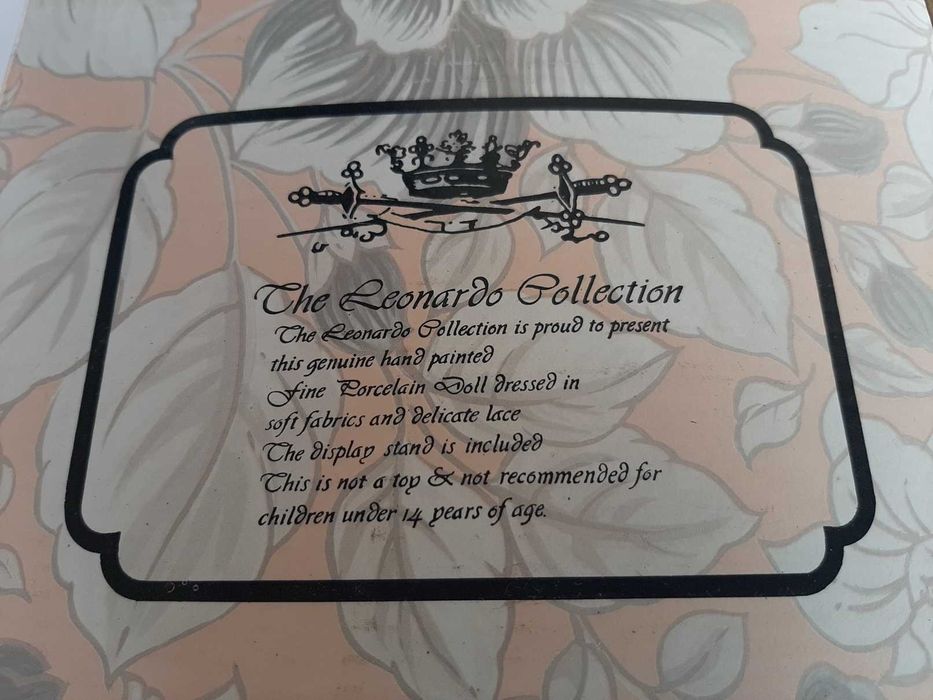 The Leonardo Collection
The Leonardo Collection is proud to present
this genuine hand painted
Fine Porcelain Doll dressed in
soft fabrics and delicate lace
The display stand is included
This is not a toy & not recommended for
children under 14 years of age.